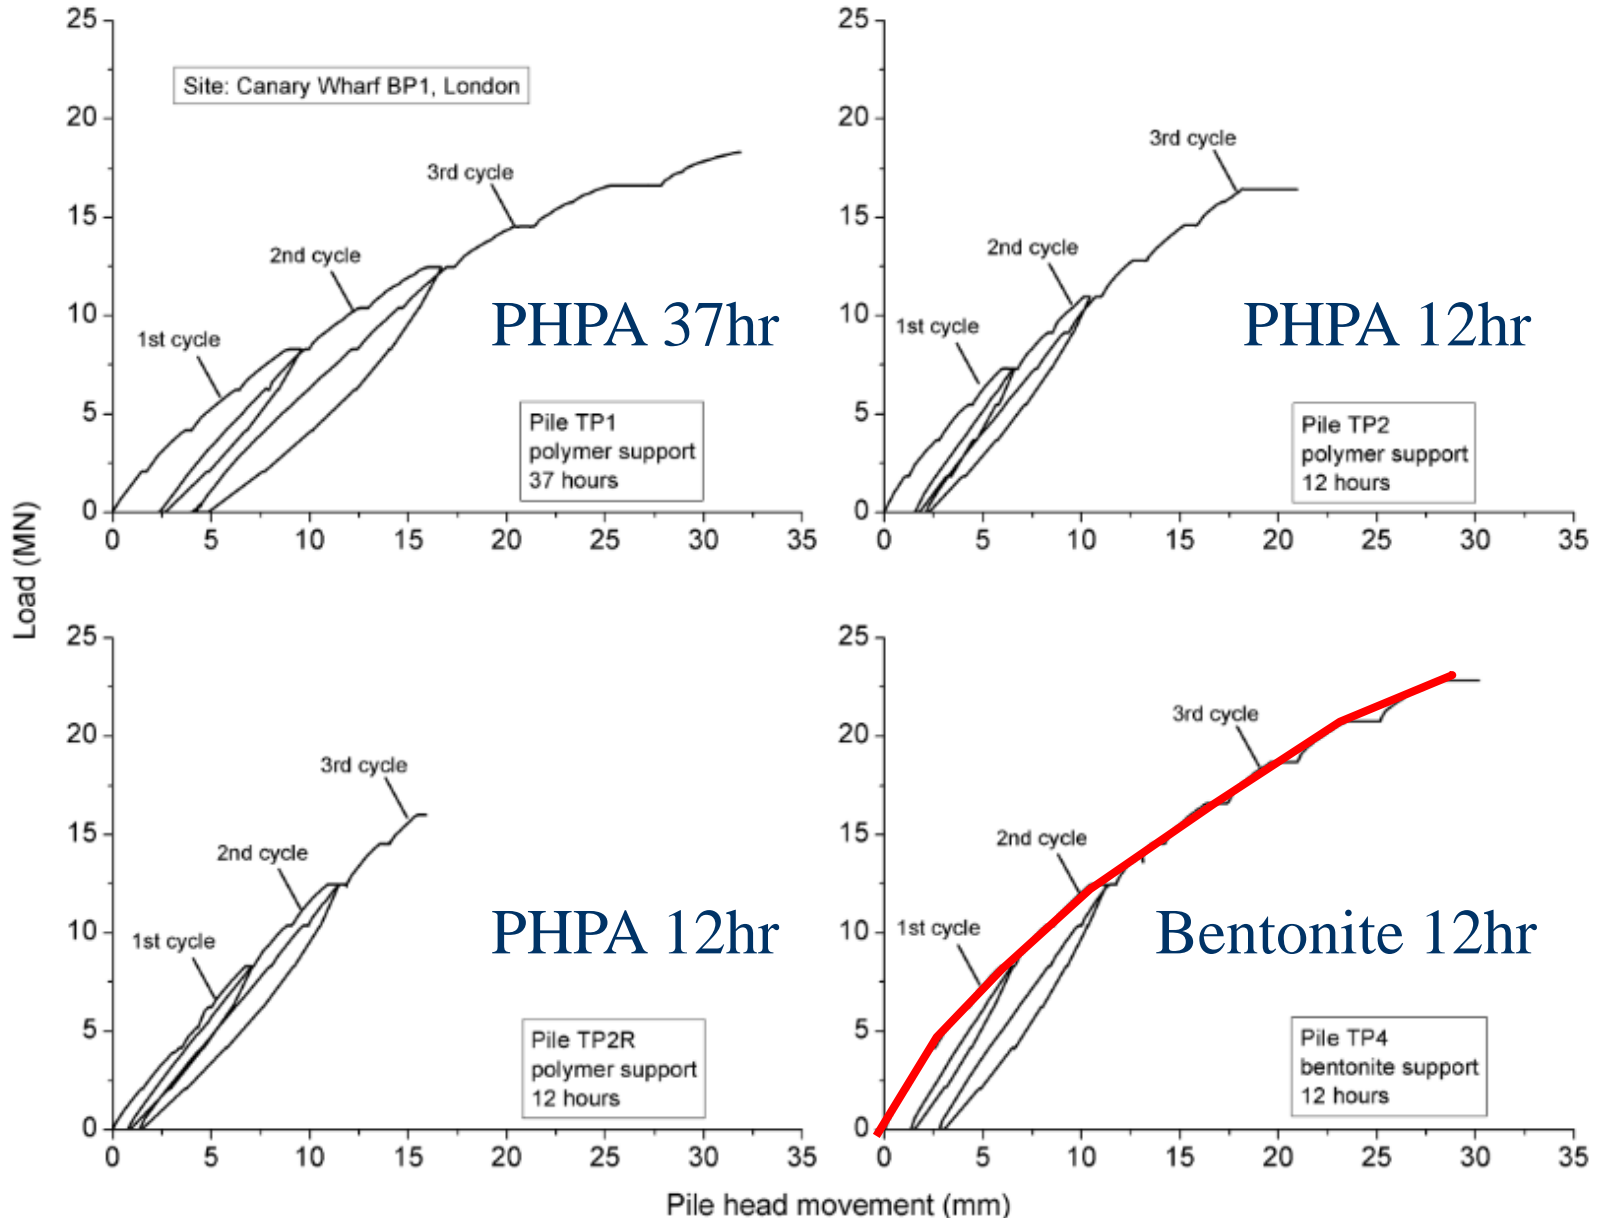 25
20
15
10
5
0
0 5 10 15 20 25 30 35
Site: Canary Wharf BP1, London
1st cycle
2nd cycle
3rd cycle
PHPA 37hr
Pile TP1
polymer support
37 hours
25
20
15
10
5
0
0 5 10 15 20 25 30 35
1st cycle
2nd cycle
3rd cycle
PHPA 12hr
Pile TP2
polymer support
12 hours
Load (MN)
25
20
15
10
5
0
0 5 10 15 20 25 30 35
1st cycle
2nd cycle
3rd cycle
PHPA 12hr
Pile TP2R
polymer support
12 hours
25
20
15
10
5
0
0 5 10 15 20 25 30 35
1st cycle
2nd cycle
3rd cycle
Bentonite 12hr
Pile TP4
bentonite support
12 hours
Pile head movement (mm)